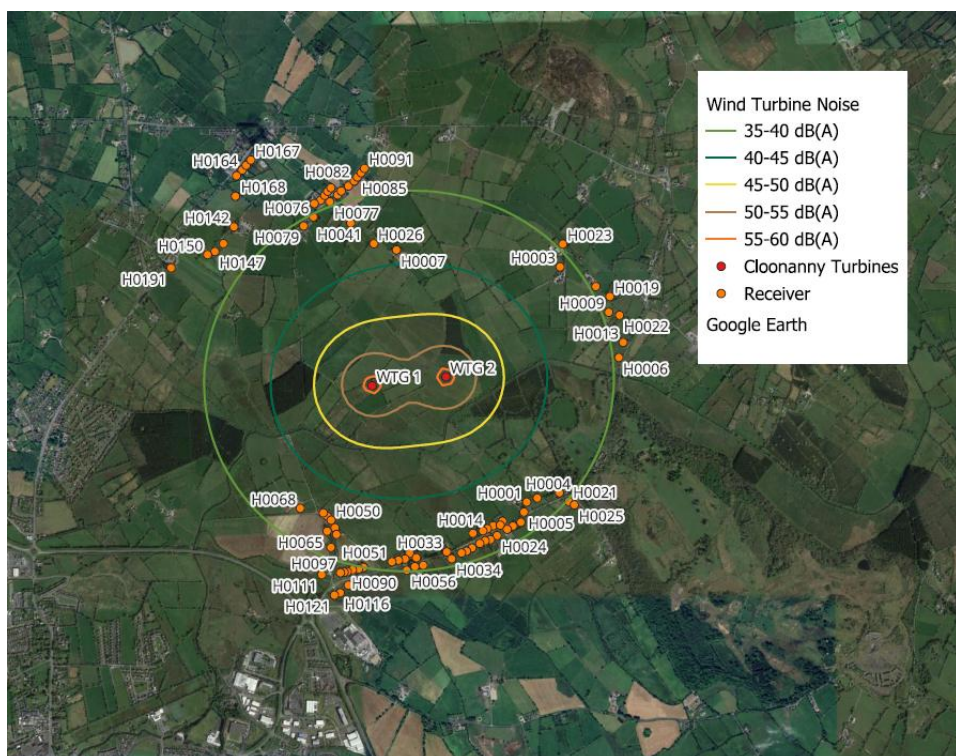 Wind Turbine Noise
35-40 dB(A)
40-45 dB(A)
45-50 dB(A)
50-55 dB(A)
55-60 dB(A)
Cloonanny Turbines
Receiver
Google Earth
H0167
H0164
H0091
H0082
H0168
H0085
H0076
H0077
H0142
H0079
H0041
H0026
H0023
H0150
H0147
H0007
H0003
H0191
H0019
H0009
H0022
H0013
H0006
WTG 1
WTG 2
H0068
H0050
H0001
H0004
H0021
H0025
H0014
H0005
H0065
H0051
H0033
H0024
H0097
H0034
H0111
H0090
H0056
H0121
H0116